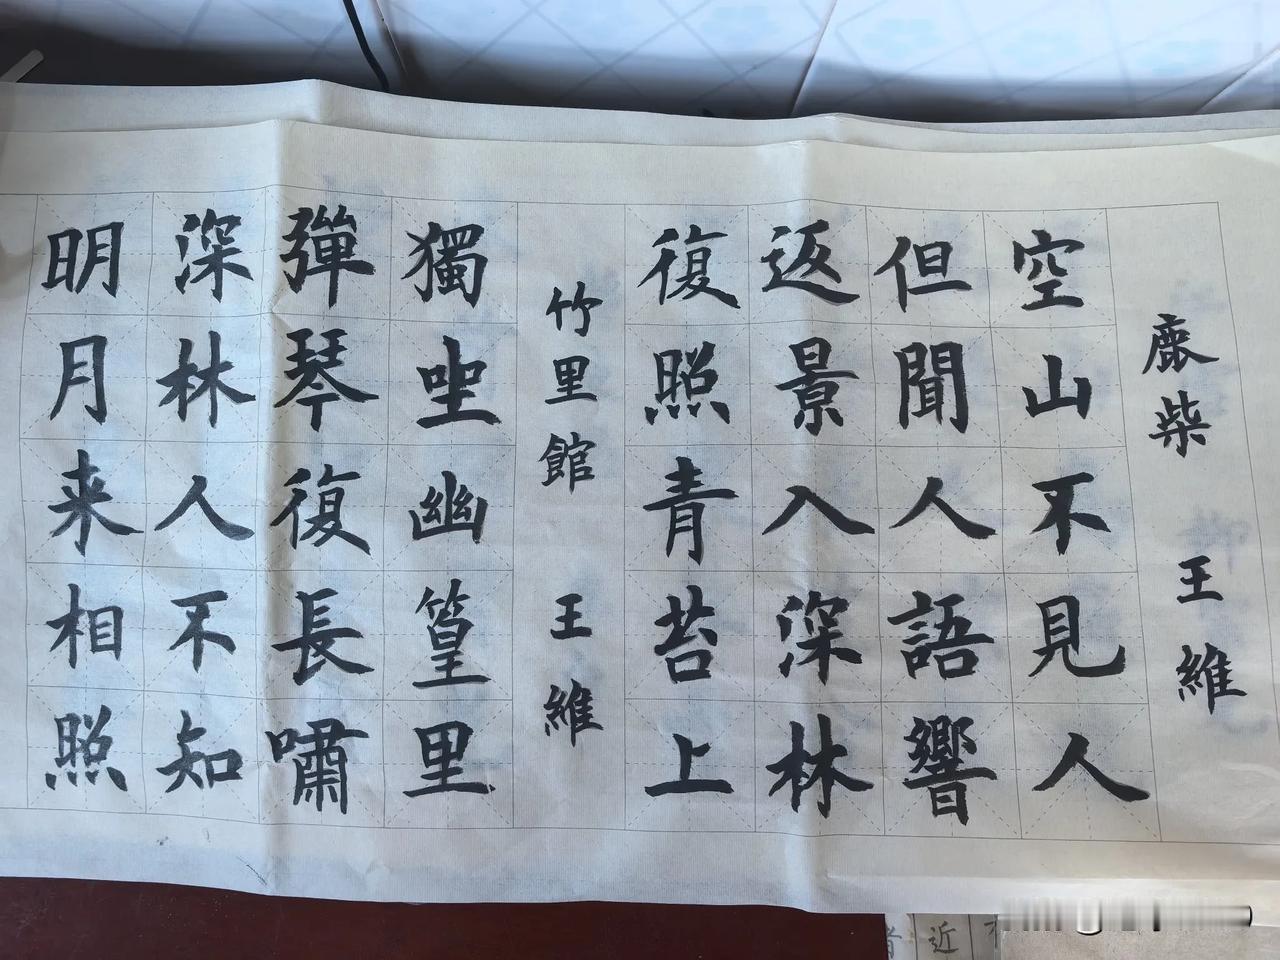 鹿柴 王維
空山不見人
但聞人語響
返景入深林
復照青苔上
竹里館 王維
獨坐幽篁里
彈琴復長嘯
深林人不知
明月来相照
近